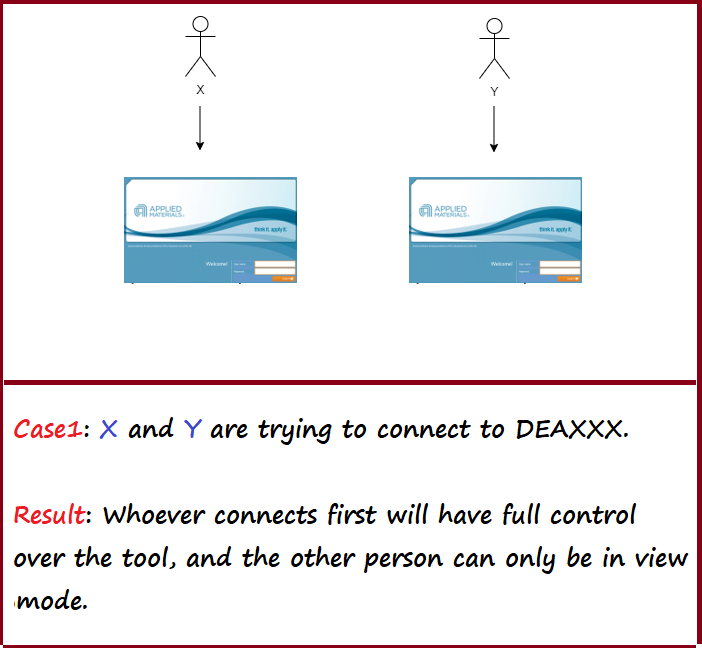 X
Y
APPLIED
MATERIALS
think it. apply it.
APPLIED
MATERIALS
think it. apply it.
Welcome!
Welcome!
Case1: X and Y are trying to connect to DEAXXX.
Result: Whoever connects first will have full control
over the tool, and the other person can only be in view
mode.